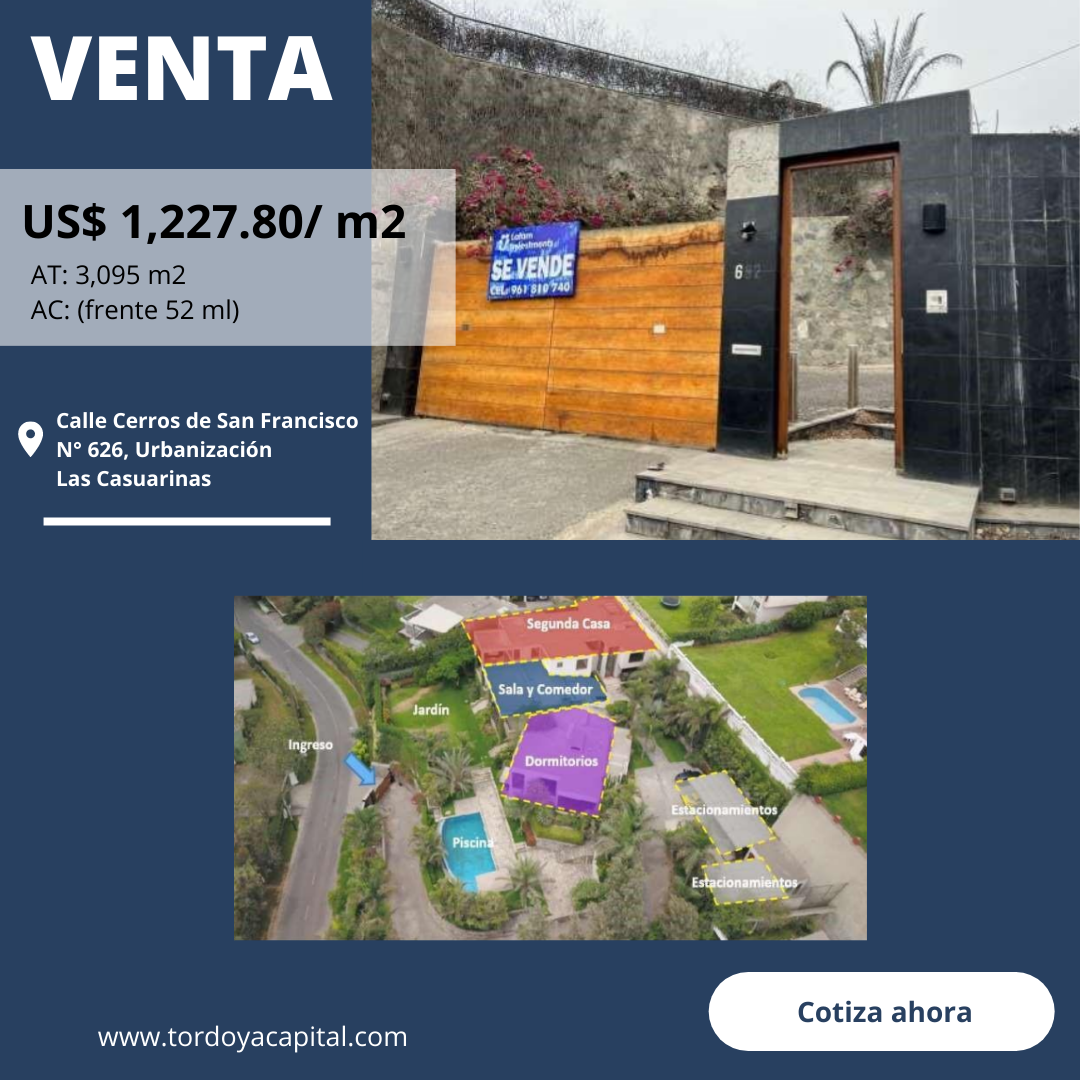 VENTA
US$ 1,227.80/ m2
AT: 3,095 m2
AC: (frente 52 ml)
Calle Cerros de San Francisco
N° 626, Urbanización
Las Casuarinas
Latam
Investments
SE VENDE
CEL. 961 810 740
Segunda Casa
Sala y Comedor
Jardín
Ingreso
Dormitorios
Estacionamientos
Piscina
Estacionamientos
www.tordoyacapital.com
Cotiza ahora